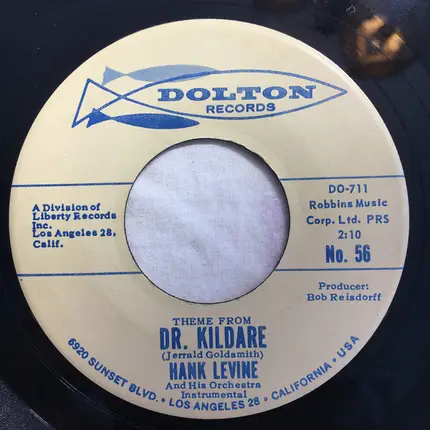 DOLTON
RECORDS
A Division of
Liberty Records
Inc.
Los Angeles 28,
Calif.
DO-711
Robbins Music
Corp. Ltd. PRS
2:10
No. 56
Producer:
Bob Reisdorff
THEME FROM
DR. KILDARE
(Jerrald Goldsmith)
HANK LEVINE
And His Orchestra
Instrumental
6920 SUNSET BLVD. • LOS ANGELES 28 • CALIFORNIA • USA